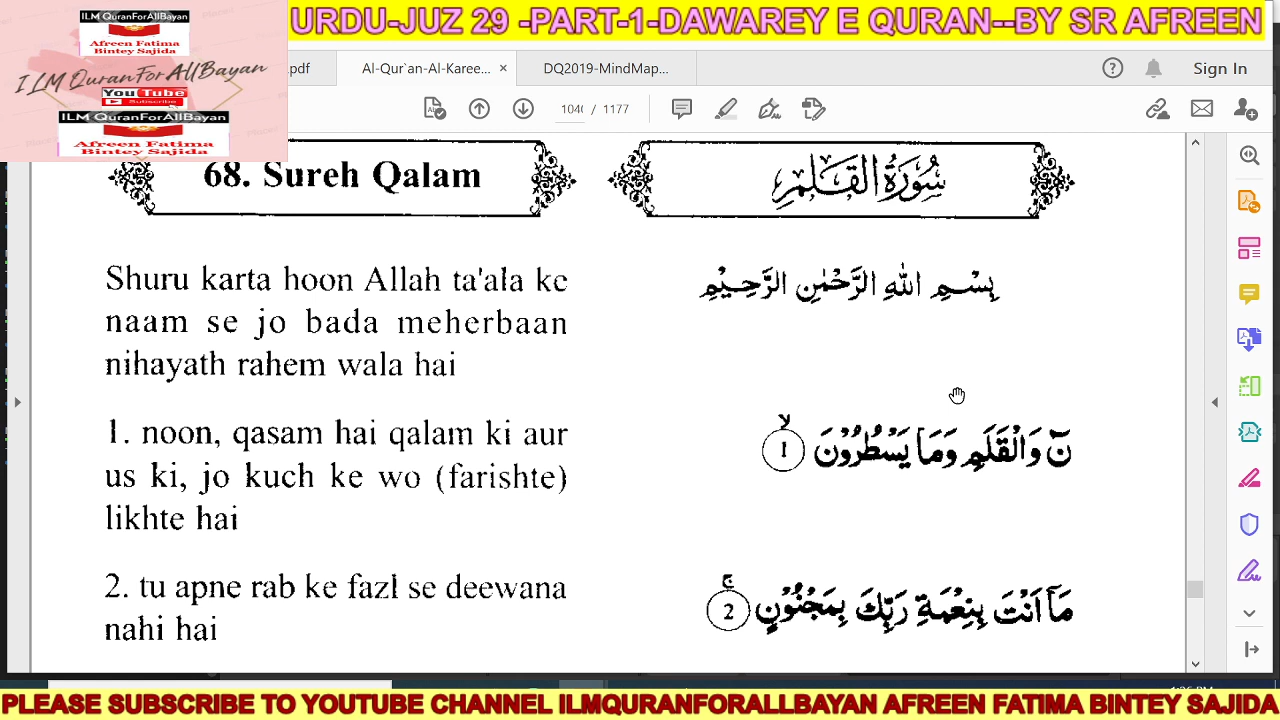 ILM QuranForAllBayan
Afreen Fatima
Bintey Sajida
ILM QuranForAllBayan
YouTube
Subscribe
ILM QuranForAllBayan
Afreen Fatima
Bintey Sajida
URDU-JUZ 29 -PART-1-DAWAREY E QURAN--BY SR AFREEN
.pdf Al-Qur`an-Al-Karee... × DQ2019-MindMap... Sign In
1040 / 1177
68. Sureh Qalam سُوْرَةُ الْقَلَمِ
Shuru karta hoon Allah ta'ala ke
naam se jo bada meherbaan
nihayath rahem wala hai
بِسْمِ اللّٰهِ الرَّحْمٰنِ الرَّحِيْمِ
1. noon, qasam hai qalam ki aur
us ki, jo kuch ke wo (farishte)
likhte hai
نٓ وَالْقَلَمِ وَمَا يَسْطُرُوْنَ ۙ 1
2. tu apne rab ke fazl se deewana
nahi hai
مَآ اَنْتَ بِنِعْمَةِ رَبِّكَ بِمَجْنُوْنٍ ۚ 2
PLEASE SUBSCRIBE TO YOUTUBE CHANNEL ILMQURANFORALLBAYAN AFREEN FATIMA BINTEY SAJIDA